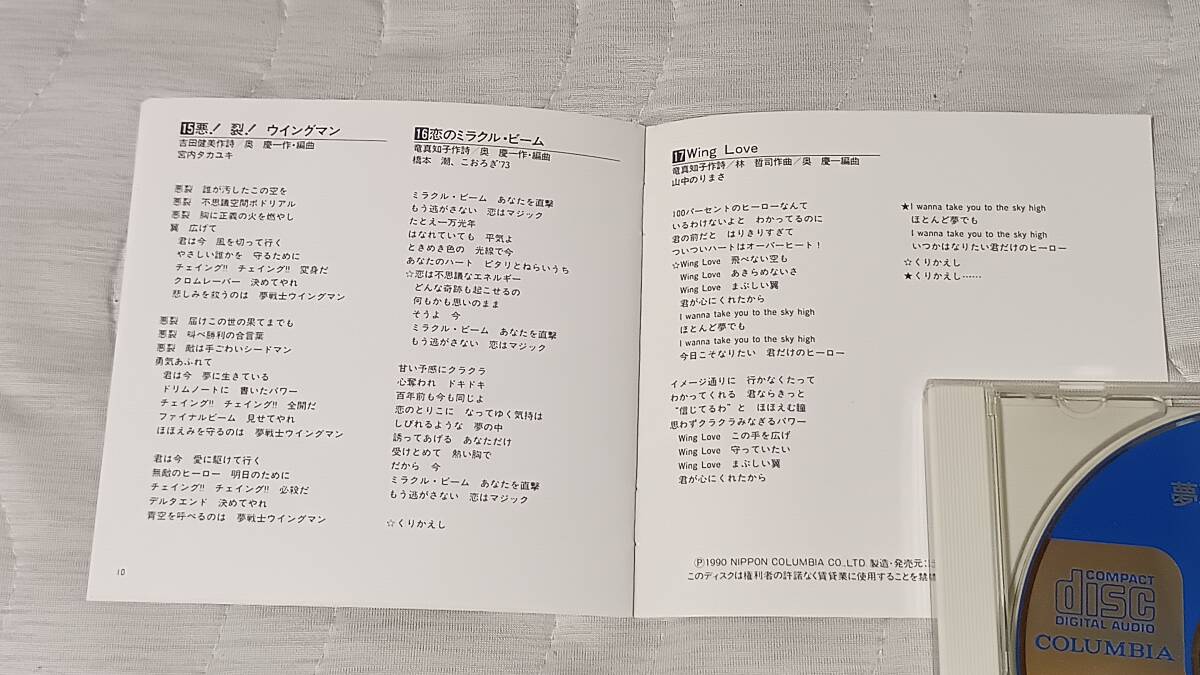 15 悪!裂! ウイングマン
吉田健美作詩/奥 慶一作・編曲
宮内タカユキ
悪裂 誰が汚したこの空を
悪裂 不思議空間ポドリアル
悪裂 胸に正義の火を燃やし
翼 広げて
君は今 風を切って行く
やさしい誰かを 守るために
チェイング!! チェイング!! 変身だ
クロムレーバー 決めてやれ
悲しみを救うのは 夢戦士ウイングマン
悪裂 届けこの世の果てまでも
悪裂 叫べ勝利の合言葉
悪裂 敵は手ごわいシードマン
勇気あふれて
君は今 夢に生きている
ドリムノートに 書いたパワー
チェイング!! チェイング!! 全開だ
ファイナルビーム 見せてやれ
ほほえみを守るのは 夢戦士ウイングマン
君は今 愛に駆けて行く
無敵のヒーロー 明日のために
チェイング!! チェイング!! 必殺だ
デルタエンド 決めてやれ
青空を呼べるのは 夢戦士ウイングマン
10
16 恋のミラクル・ビーム
竜真知子作詩/奥 慶一作・編曲
橋本 潮、こおろぎ'73
ミラクル・ビーム あなたを直撃
もう逃がさない 恋はマジック
たとえ一万光年
はなれていても 平気よ
ときめき色の 光線で今
あなたのハート ピタリとねらいうち
☆恋は不思議なエネルギー
どんな奇跡も起こせるの
何もかも思いのまま
そうよ 今
ミラクル・ビーム あなたを直撃
もう逃がさない 恋はマジック
甘い予感にクラクラ
心奪われ ドキドキ
百年前も今も同じよ
恋のとりこに なってゆく気持は
しびれるような 夢の中
誘ってあげる あなただけ
受けとめて 熱い胸で
だから 今
ミラクル・ビーム あなたを直撃
もう逃がさない 恋はマジック
☆くりかえし
17 Wing Love
竜真知子作詩/林 哲司作曲/奥 慶一編曲
山中のりまさ
100パーセントのヒーローなんて
いるわけないよと わかってるのに
君の前だと はりきりすぎて
ついついハートはオーバーヒート!
☆Wing Love 飛べない空も
Wing Love あきらめないさ
Wing Love まぶしい翼
君が心にくれたから
I wanna take you to the sky high
ほとんど夢でも
I wanna take you to the sky high
今日こそなりたい 君だけのヒーロー
イメージ通りに 行かなくたって
わかってくれる 君ならきっと
“信じてるわ”と ほほえむ瞳
思わずクラクラみなぎるパワー
Wing Love この手を広げ
Wing Love 守っていたい
Wing Love まぶしい翼
君が心にくれたから
★I wanna take you to the sky high
ほとんど夢でも
I wanna take you to the sky high
いつかはなりたい君だけのヒーロー
☆くりかえし
★くりかえし……
Ⓟ1990 NIPPON COLUMBIA CO.,LTD. 製造・発売元:
このディスクは権利者の許諾なく賃貸業に使用することを禁
夢
COMPACT
disc
DIGITAL AUDIO
COLUMBIA